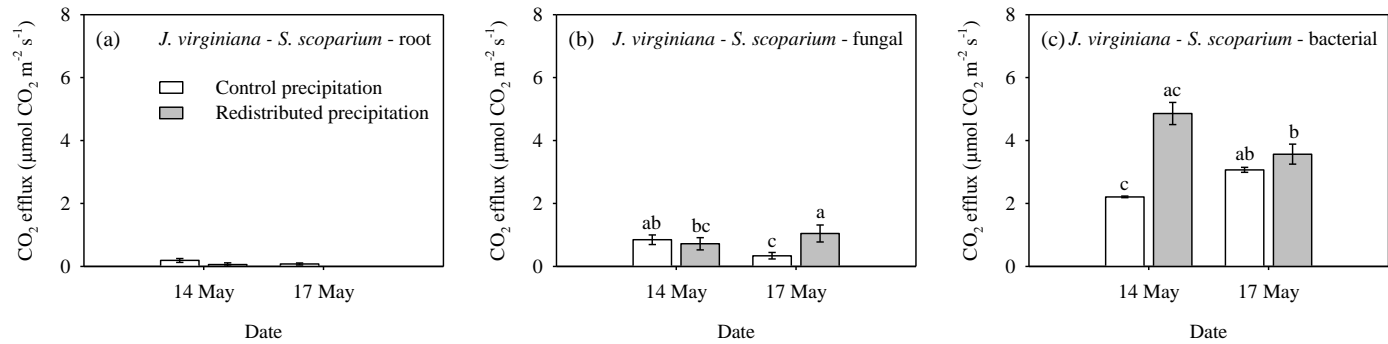 (a) J. virginiana - S. scoparium - root
Control precipitation
Redistributed precipitation
CO2 efflux (µmol CO2 m-2 s-1)
8
6
4
2
0
14 May 17 May
Date
(b) J. virginiana - S. scoparium - fungal
CO2 efflux (µmol CO2 m-2 s-1)
8
6
4
2
0
ab bc c a
14 May 17 May
Date
(c) J. virginiana - S. scoparium - bacterial
CO2 efflux (µmol CO2 m-2 s-1)
8
6
4
2
0
c ac ab b
14 May 17 May
Date